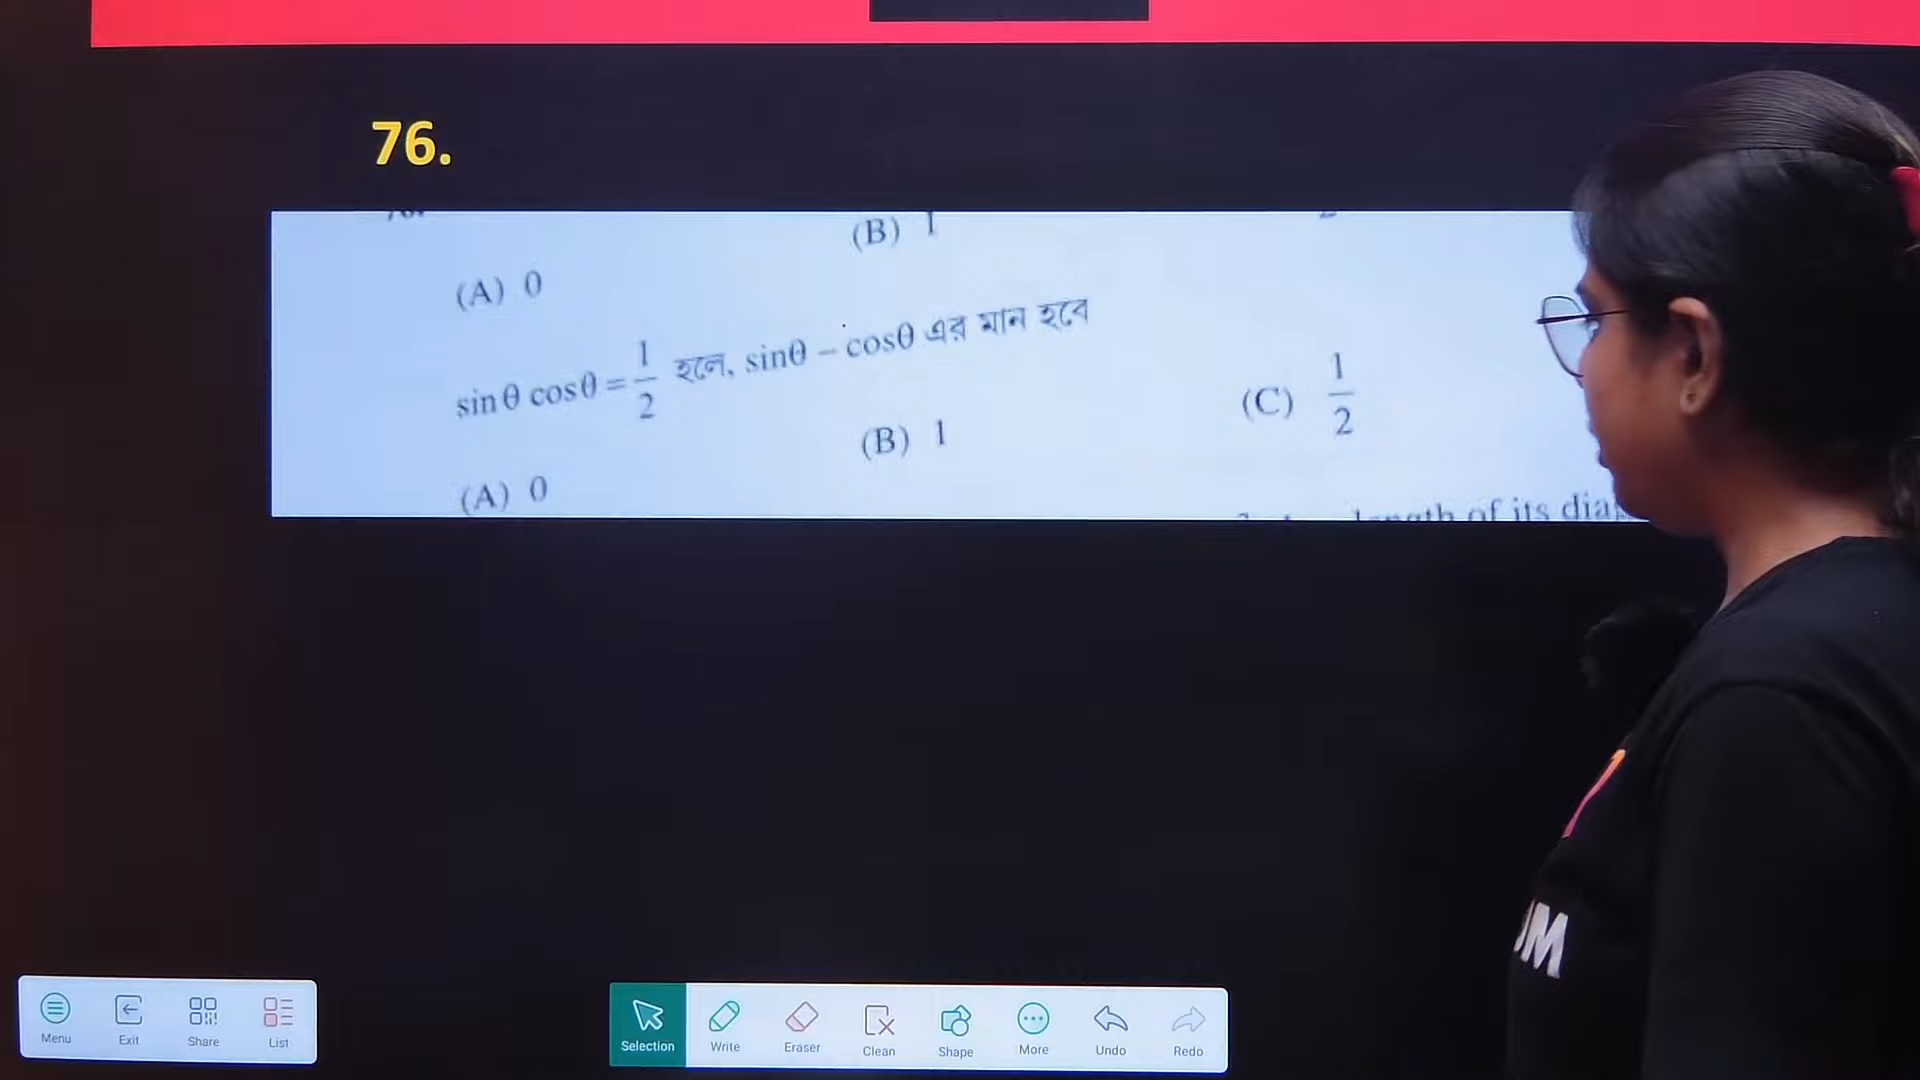 76.
(B) 1
(A) 0
sinθ cosθ = 1/2 হলে, sinθ – cosθ এর মান হবে
(C) 1/2
(B) 1
(A) 0
length of its
Menu Exit Share List
Selection Write Eraser Clean Shape More Undo Redo